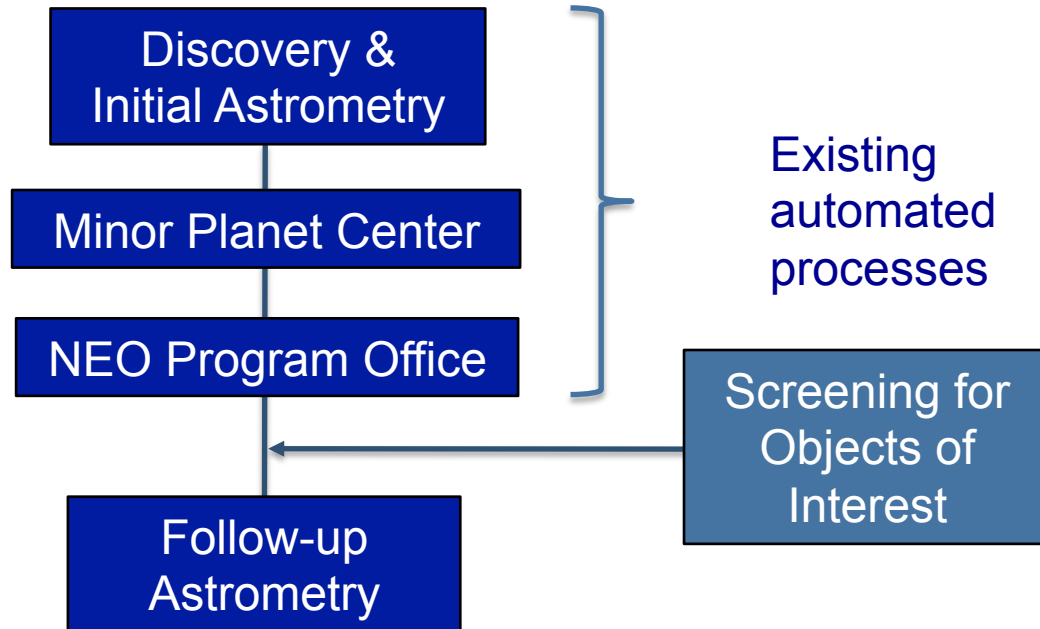 Discovery &
Initial Astrometry
Minor Planet Center
NEO Program Office
Existing
automated
processes
Screening for
Objects of
Interest
Follow-up
Astrometry